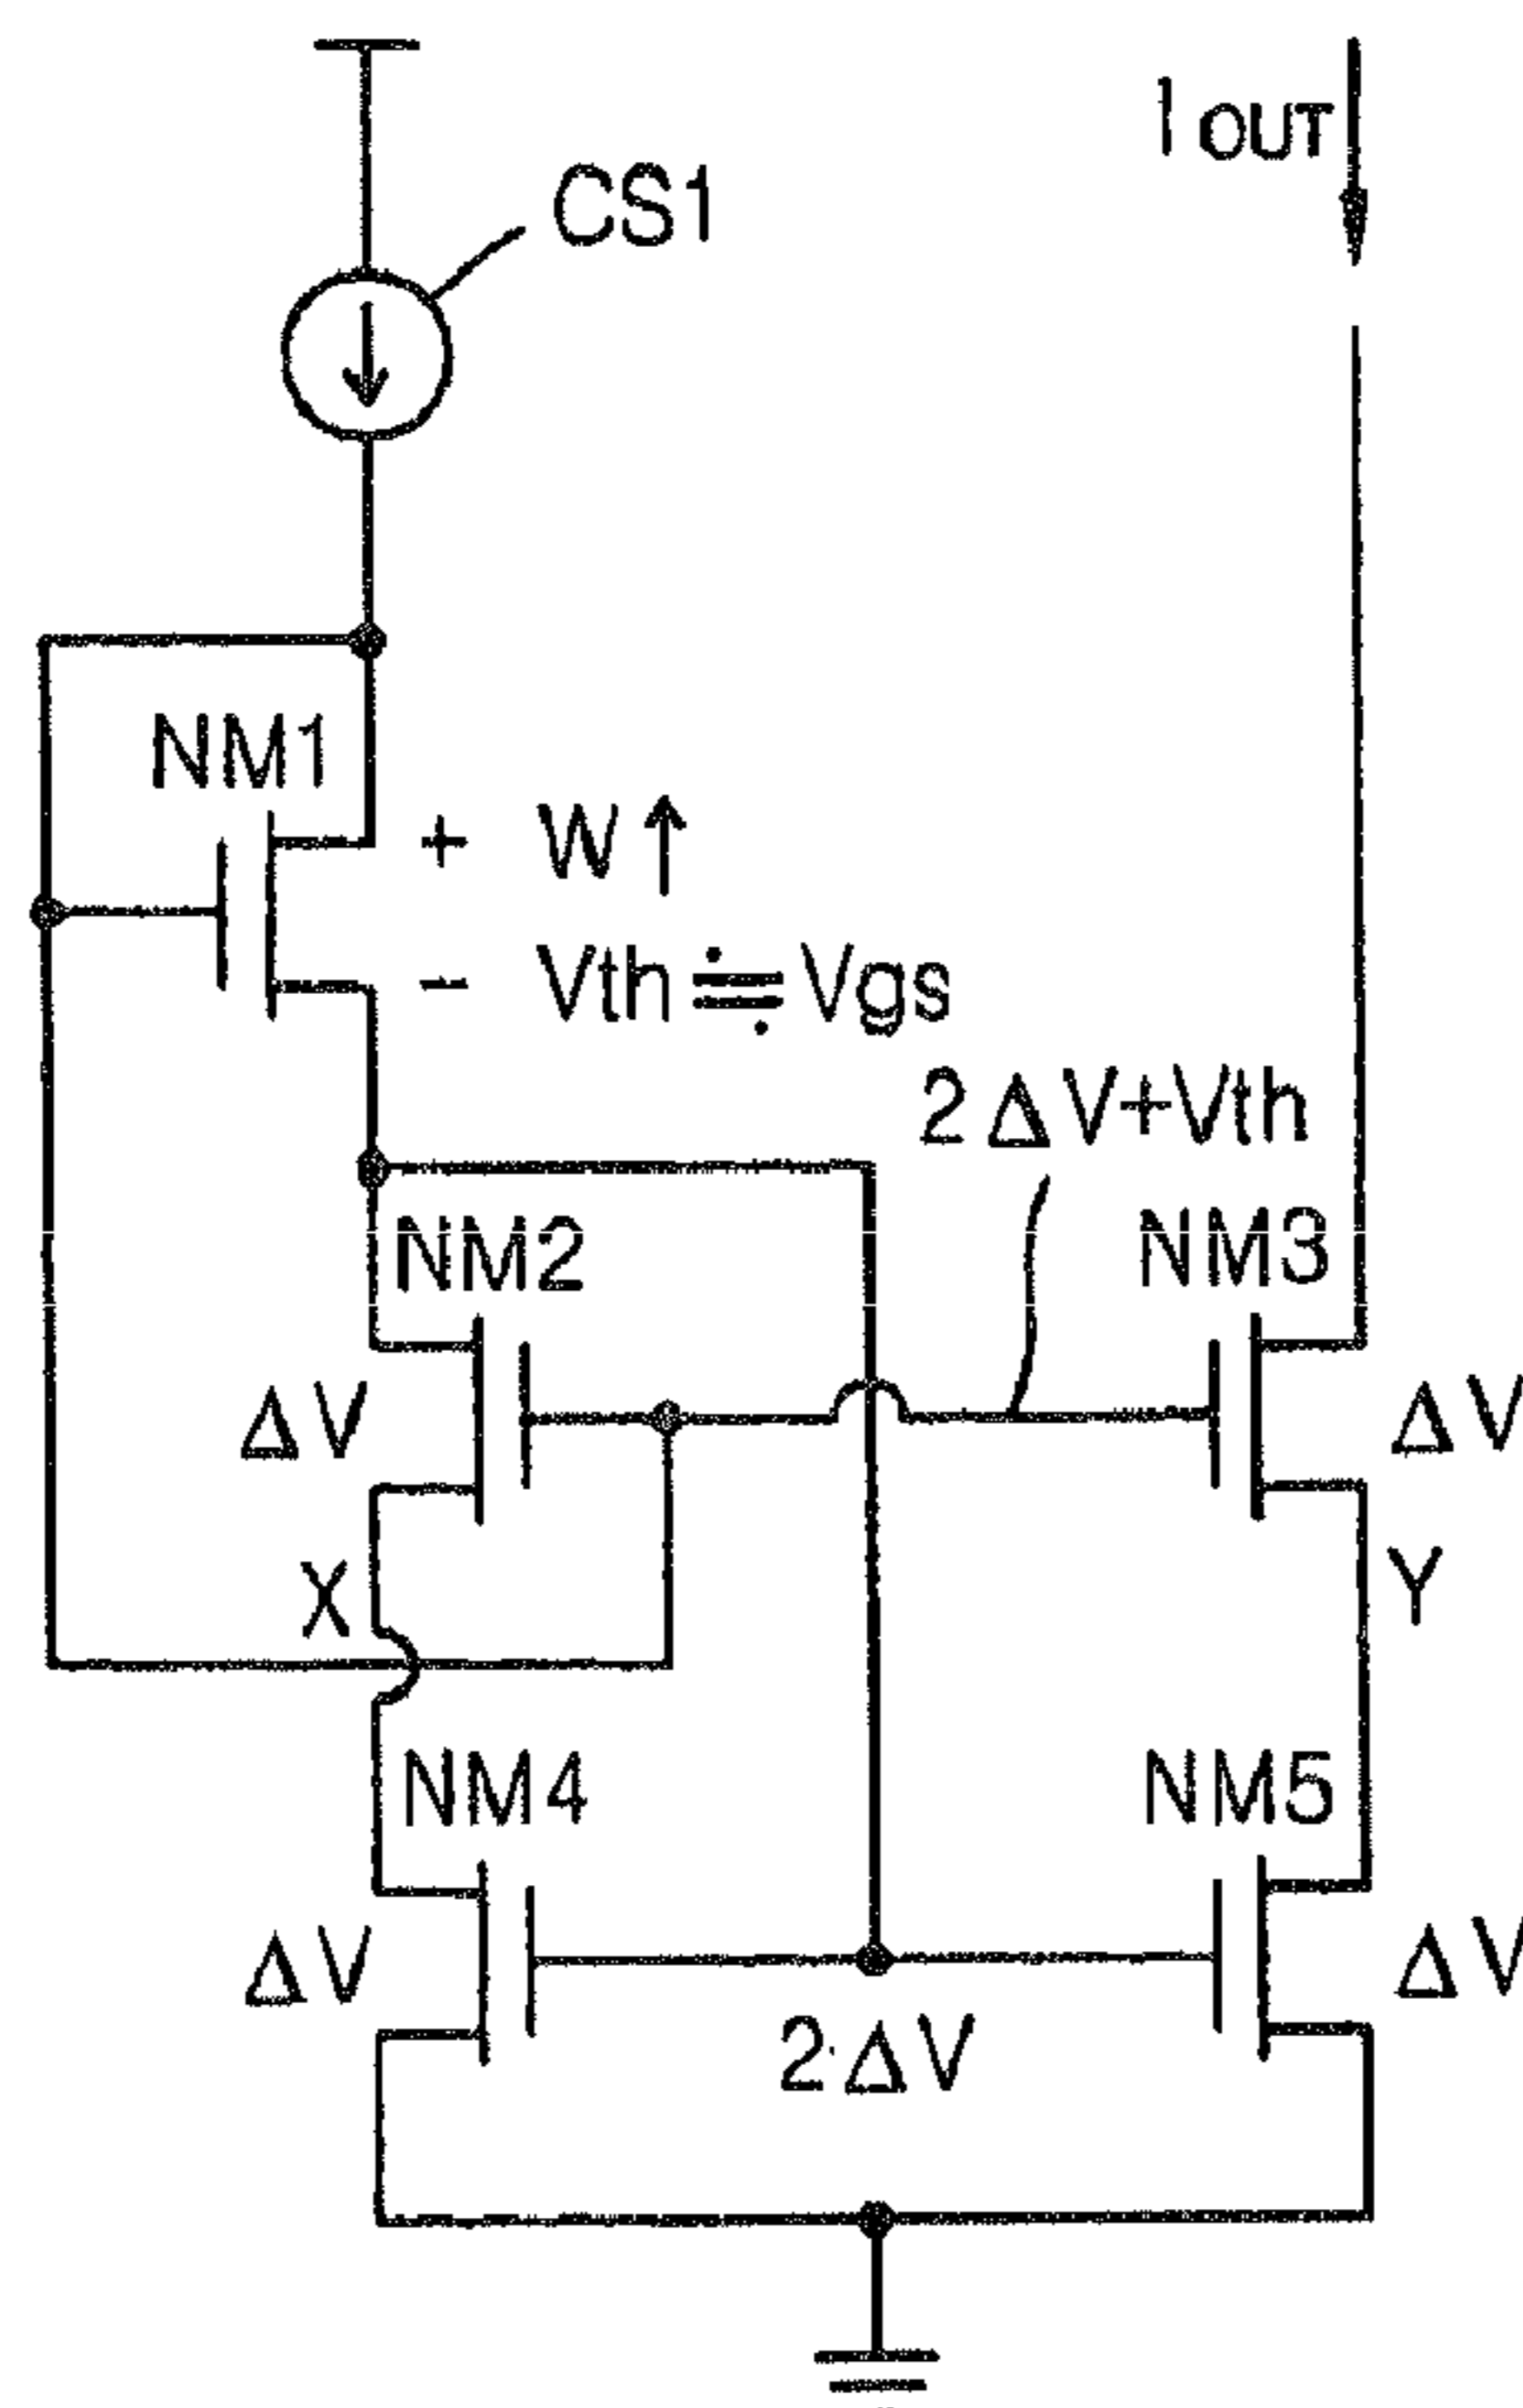 IOUT
CS1
NM1
+ W↑
− Vth≒Vgs
2ΔV+Vth
NM2
NM3
ΔV
ΔV
X
Y
NM4
NM5
ΔV
ΔV
2ΔV